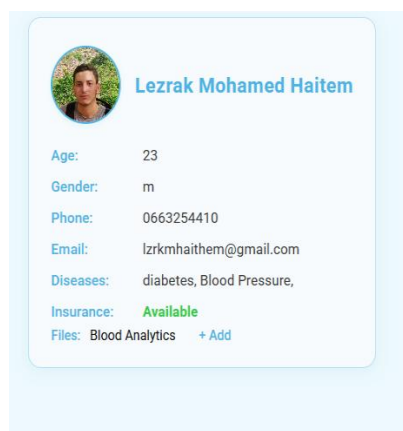 Lezrak Mohamed Haitem
Age: 23
Gender: m
Phone: 0663254410
Email: lzrkmhaithem@gmail.com
Diseases: diabetes, Blood Pressure,
Insurance: Available
Files: Blood Analytics + Add